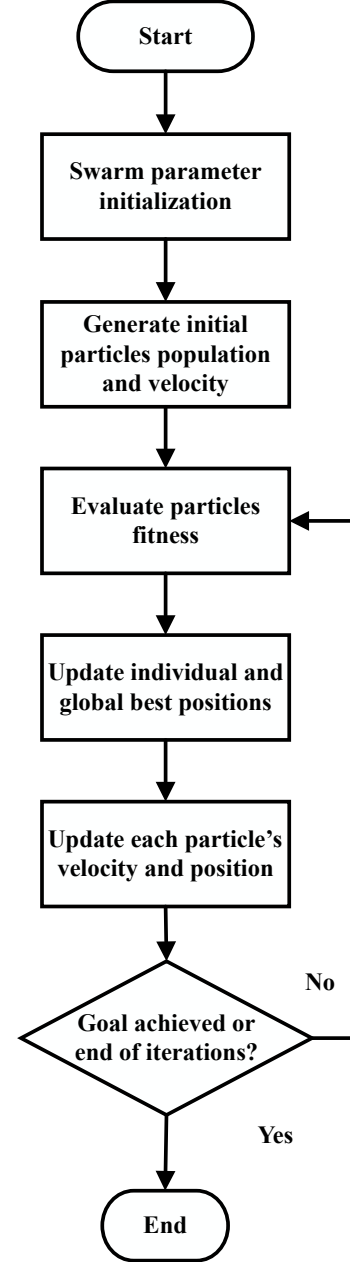 Start
Swarm parameter
initialization
Generate initial
particles population
and velocity
Evaluate particles
fitness
Update individual and
global best positions
Update each particle's
velocity and position
Goal achieved or
end of iterations?
No
Yes
End